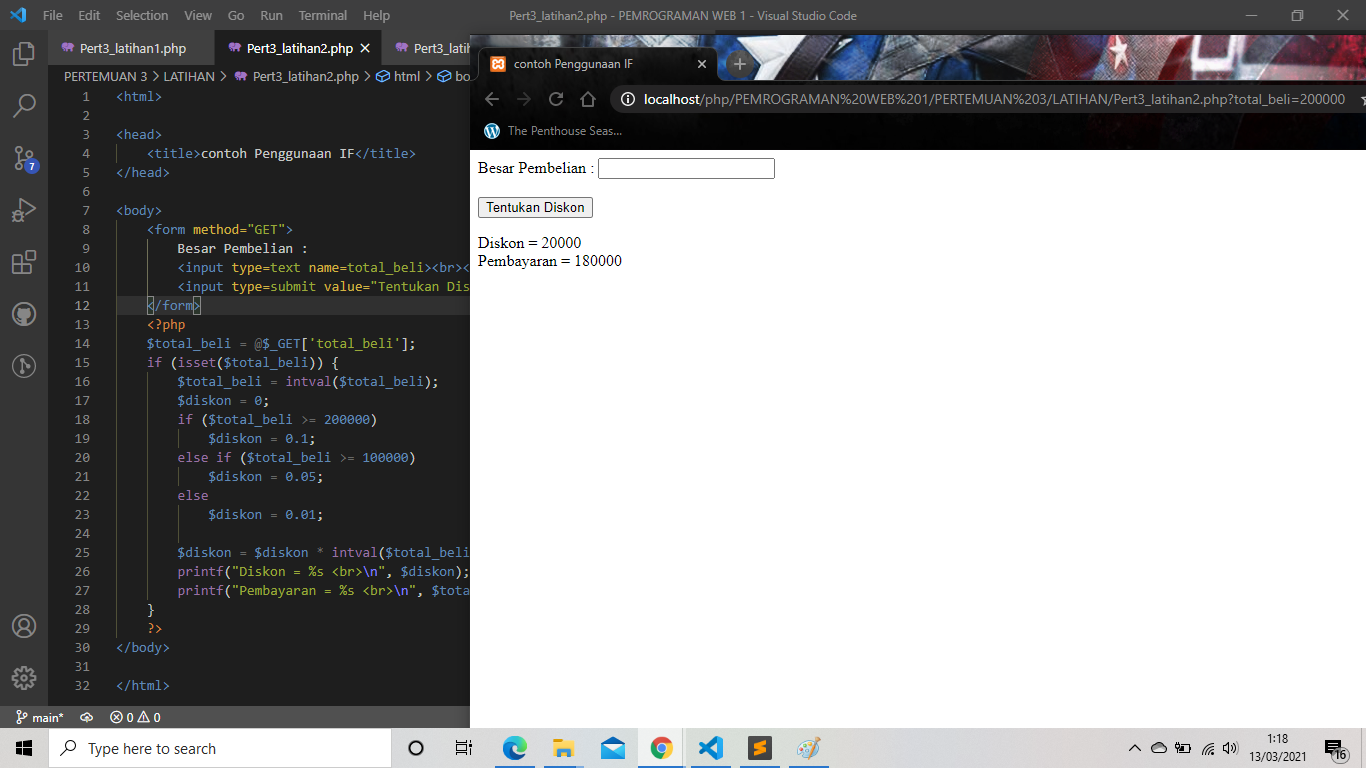 File Edit Selection View Go Run Terminal Help Pert3_latihan2.php - PEMROGRAMAN WEB 1 - Visual Studio Code
Pert3_latihan1.php Pert3_latihan2.php Pert3_latih
PERTEMUAN 3 > LATIHAN > Pert3_latihan2.php > html > bo
1 <html>
2
3 <head>
4 <title>contoh Penggunaan IF</title>
5 </head>
6
7 <body>
8 <form method="GET">
9 Besar Pembelian :
10 <input type=text name=total_beli><br><
11 <input type=submit value="Tentukan Dis
12 </form>
13 <?php
14 $total_beli = @$_GET['total_beli'];
15 if (isset($total_beli)) {
16 $total_beli = intval($total_beli);
17 $diskon = 0;
18 if ($total_beli >= 200000)
19 $diskon = 0.1;
20 else if ($total_beli >= 100000)
21 $diskon = 0.05;
22 else
23 $diskon = 0.01;
24
25 $diskon = $diskon * intval($total_beli
26 printf("Diskon = %s <br>\n", $diskon);
27 printf("Pembayaran = %s <br>\n", $tota
28 }
29 ?>
30 </body>
31
32 </html>
7
main* 0 0
contoh Penggunaan IF
localhost/php/PEMROGRAMAN%20WEB%201/PERTEMUAN%203/LATIHAN/Pert3_latihan2.php?total_beli=200000
The Penthouse Seas...
Besar Pembelian :
Tentukan Diskon
Diskon = 20000
Pembayaran = 180000
Type here to search
1:18
13/03/2021
16